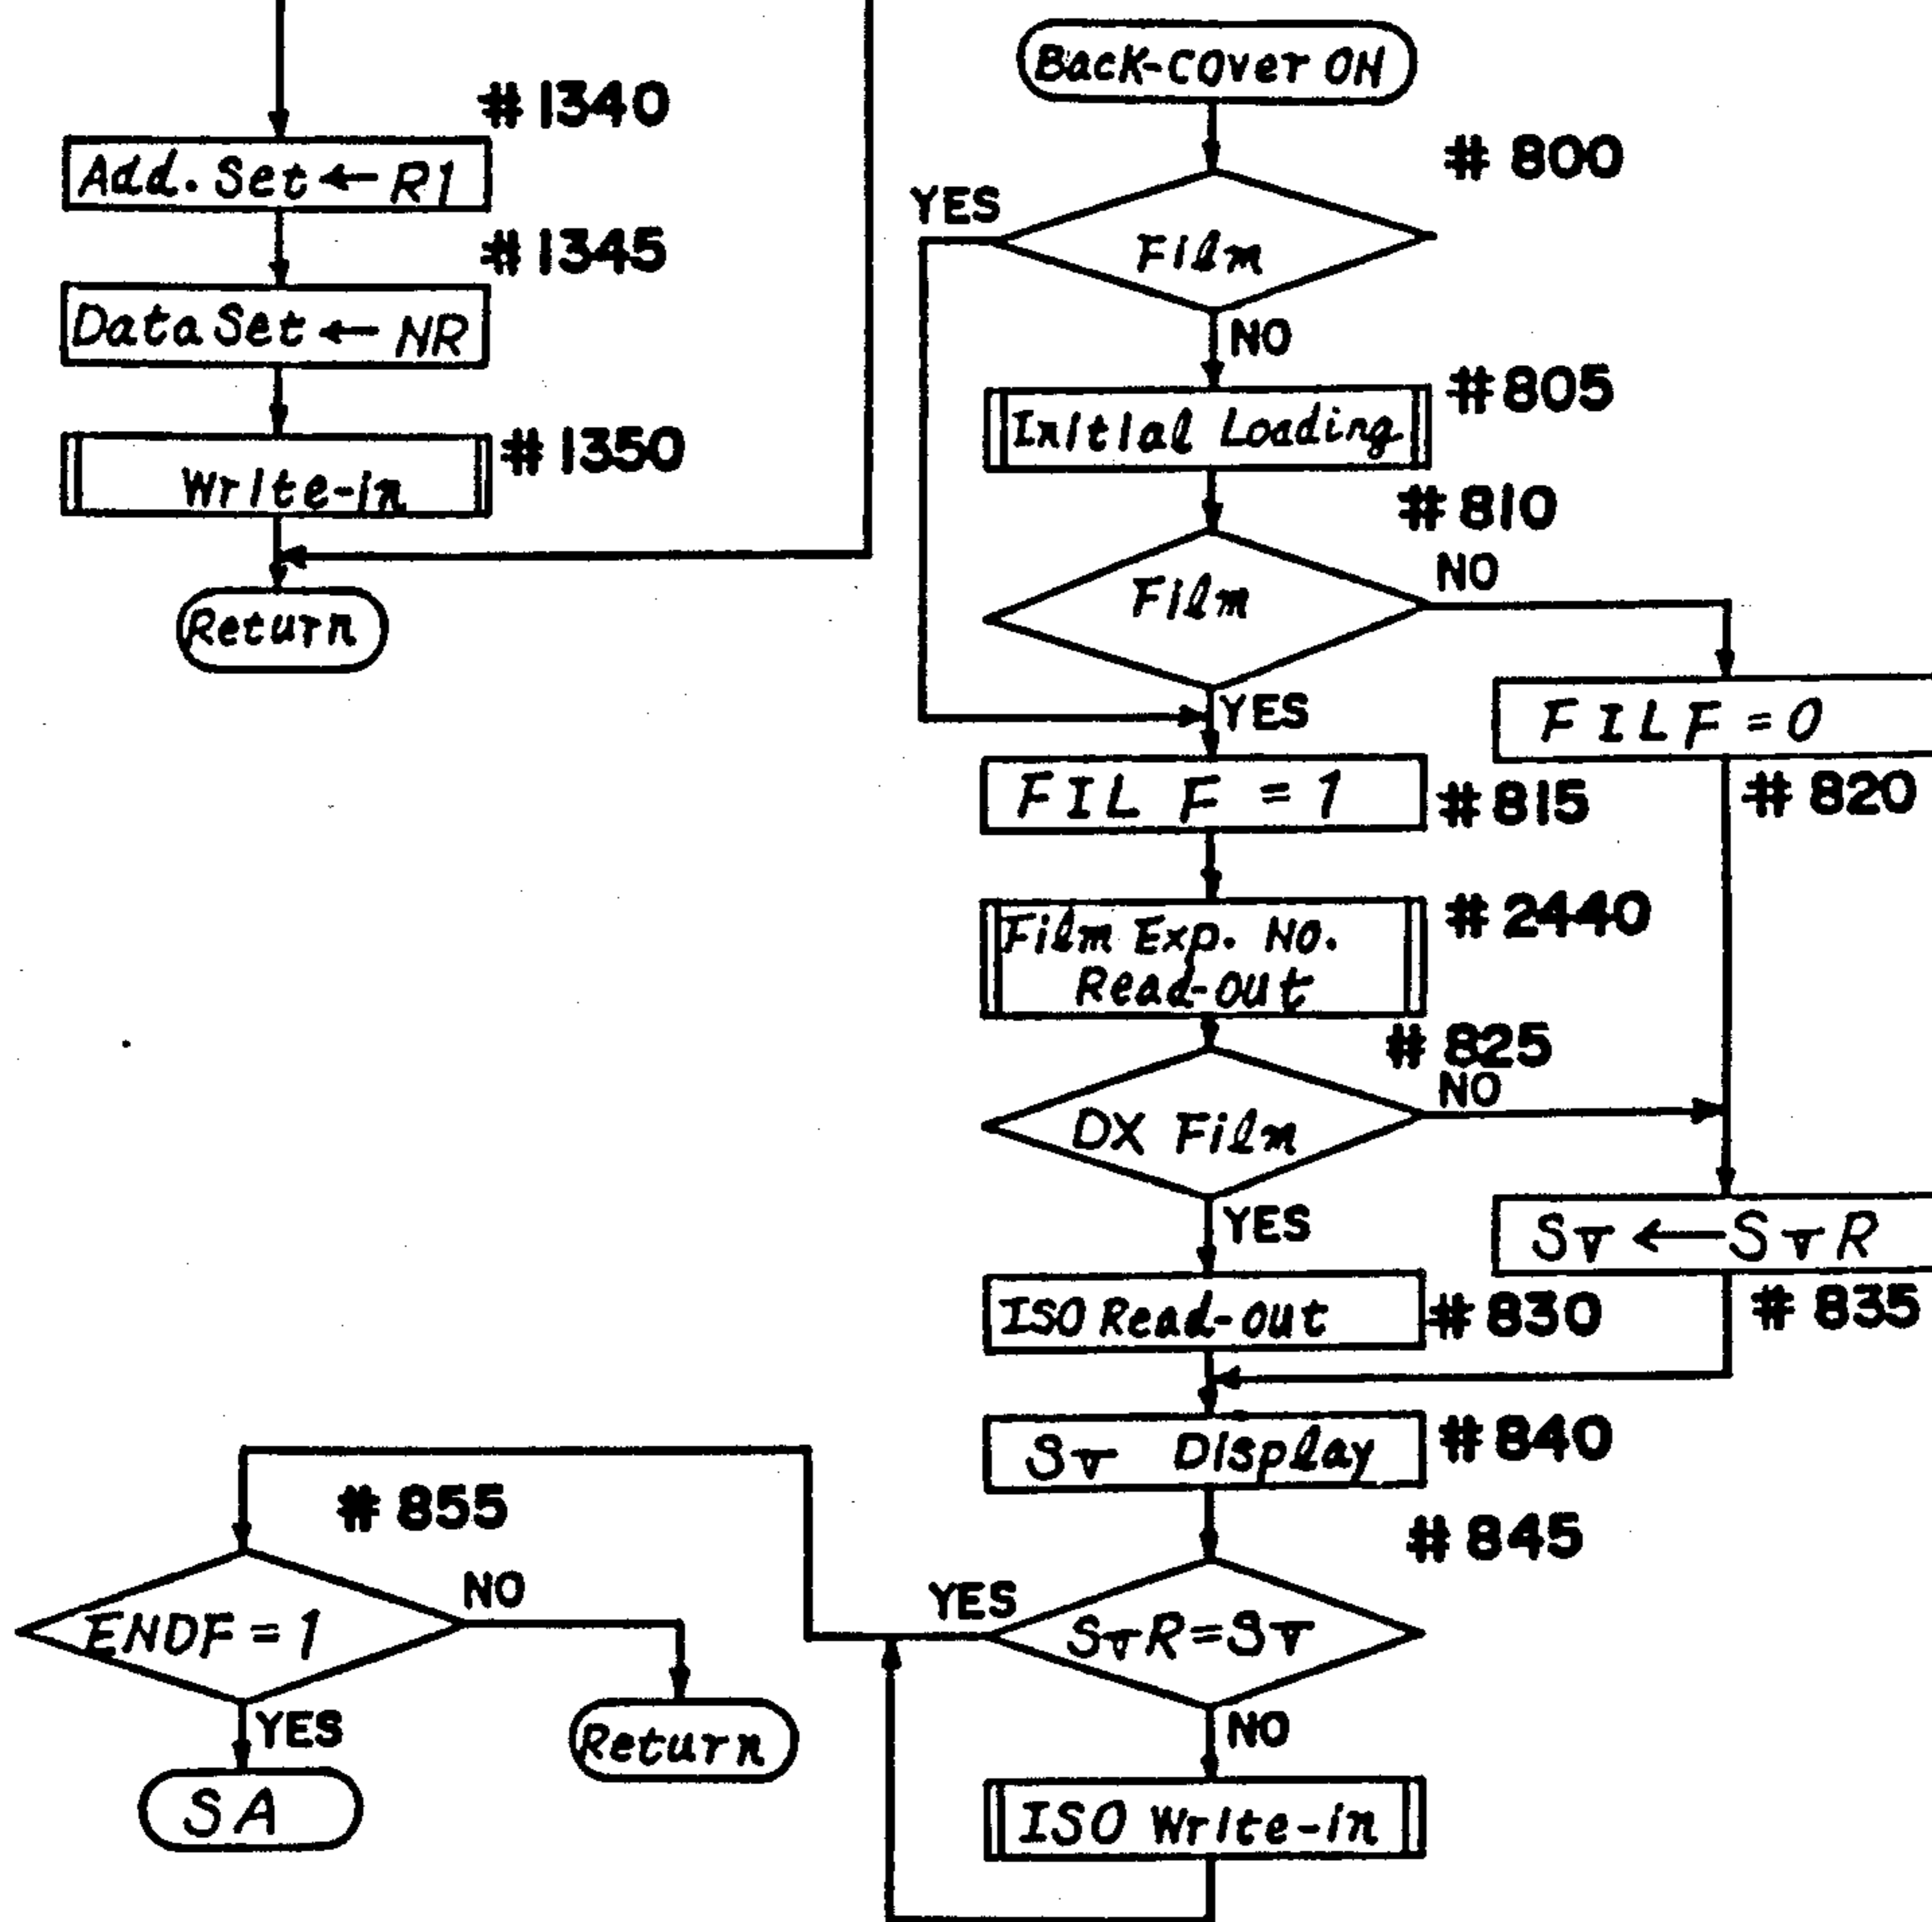 #1340
Add. Set ← R1
#1345
Data Set ← NR
#1350
Write-in
Return
Back-cover ON
#800
YES
Film
NO
#805
Initial Loading
#810
Film
NO
YES
FILF=0
#820
FILF=1
#815
#2440
Film Exp. No.
Read-out
#825
NO
DX Film
YES
Sv ← SvR
#835
ISO Read-out
#830
Sv Display
#840
#845
YES
SvR=Sv
NO
ISO Write-in
#855
ENDF=1
NO
YES
Return
SA